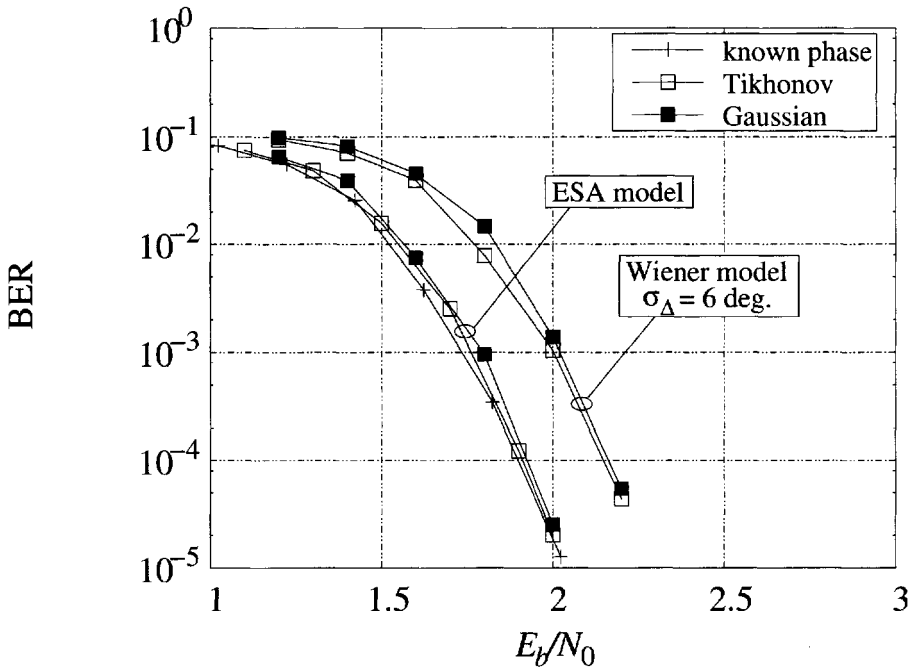 10^0
known phase
Tikhonov
Gaussian
10^-1
ESA model
10^-2
Wiener model
σ_Δ = 6 deg.
BER
10^-3
10^-4
10^-5
1
1.5
2
2.5
3
E_b/N_0